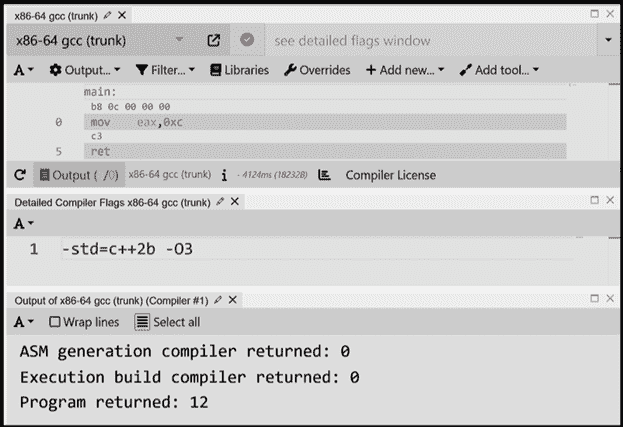 x86-64 gcc (trunk)
x86-64 gcc (trunk) see detailed flags window
A Output... Filter... Libraries Overrides + Add new... Add tool...
main:
b8 0c 00 00 00
0 mov eax,0xc
c3
5 ret
Output ( /0) x86-64 gcc (trunk) i - 4124ms (18232B) Compiler License
Detailed Compiler Flags x86-64 gcc (trunk)
A
1 -std=c++2b -O3
Output of x86-64 gcc (trunk) (Compiler #1)
A Wrap lines Select all
ASM generation compiler returned: 0
Execution build compiler returned: 0
Program returned: 12